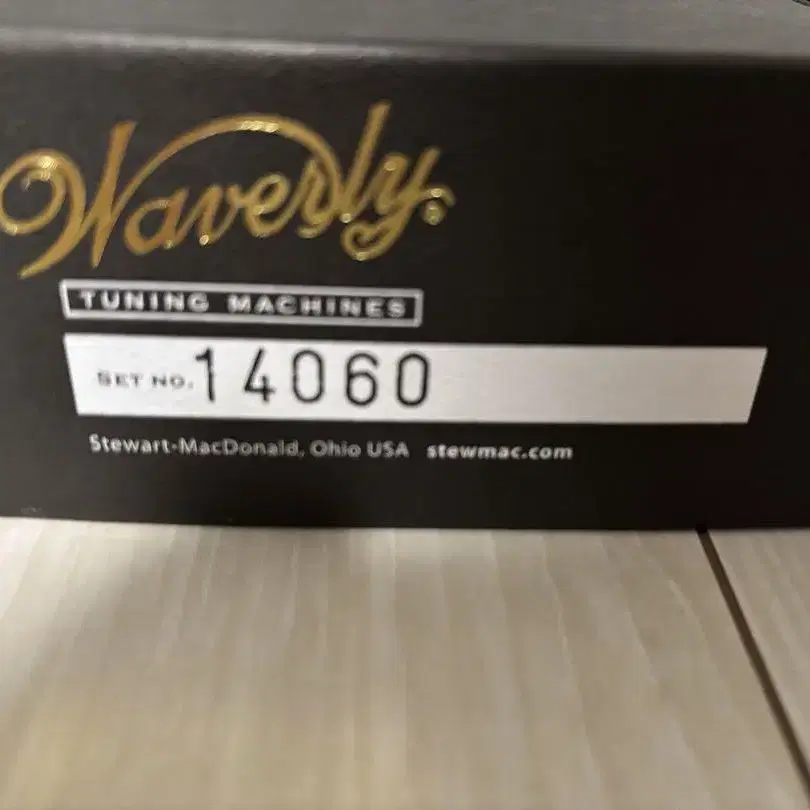 Waverly
TUNING MACHINES
SET NO. 14060
Stewart-MacDonald, Ohio USA stewmac.com